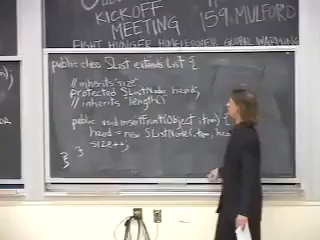 ABOUT
KICKOFF
MEETING
159 MULFORD
FIGHT HUNGER HOMELESSNESS GLOBAL WARMING
public class SList extends List {
// inherits "size"
protected SListNode head;
// inherits "length()"
public void insertFront(Object item) {
head = new SListNode(item, head
size++;
}
}